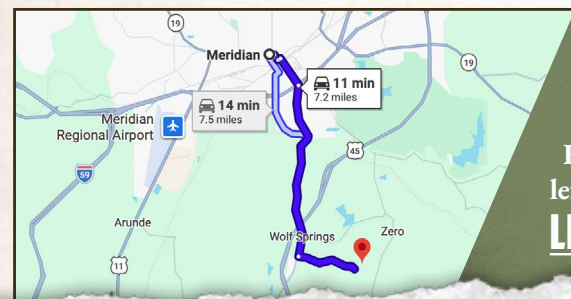 19
Meridian
19
11 min
7.2 miles
14 min
7.5 miles
Meridian
Regional Airport
45
59
Arunde
Wolf Springs
Zero
11